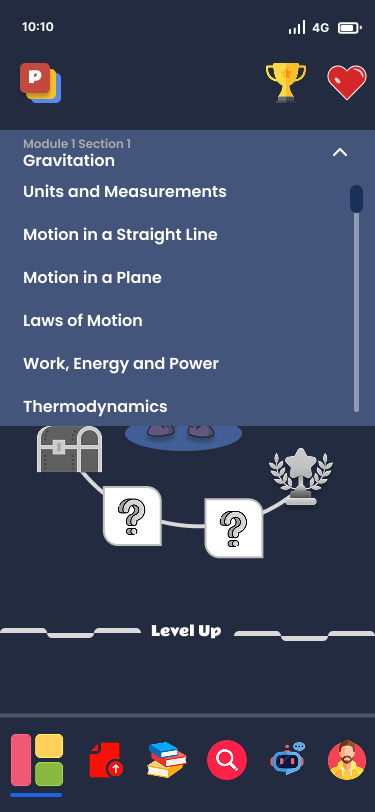 10:10
4G
P
Module 1 Section 1
Gravitation
Units and Measurements
Motion in a Straight Line
Motion in a Plane
Laws of Motion
Work, Energy and Power
Thermodynamics
?
?
Level Up